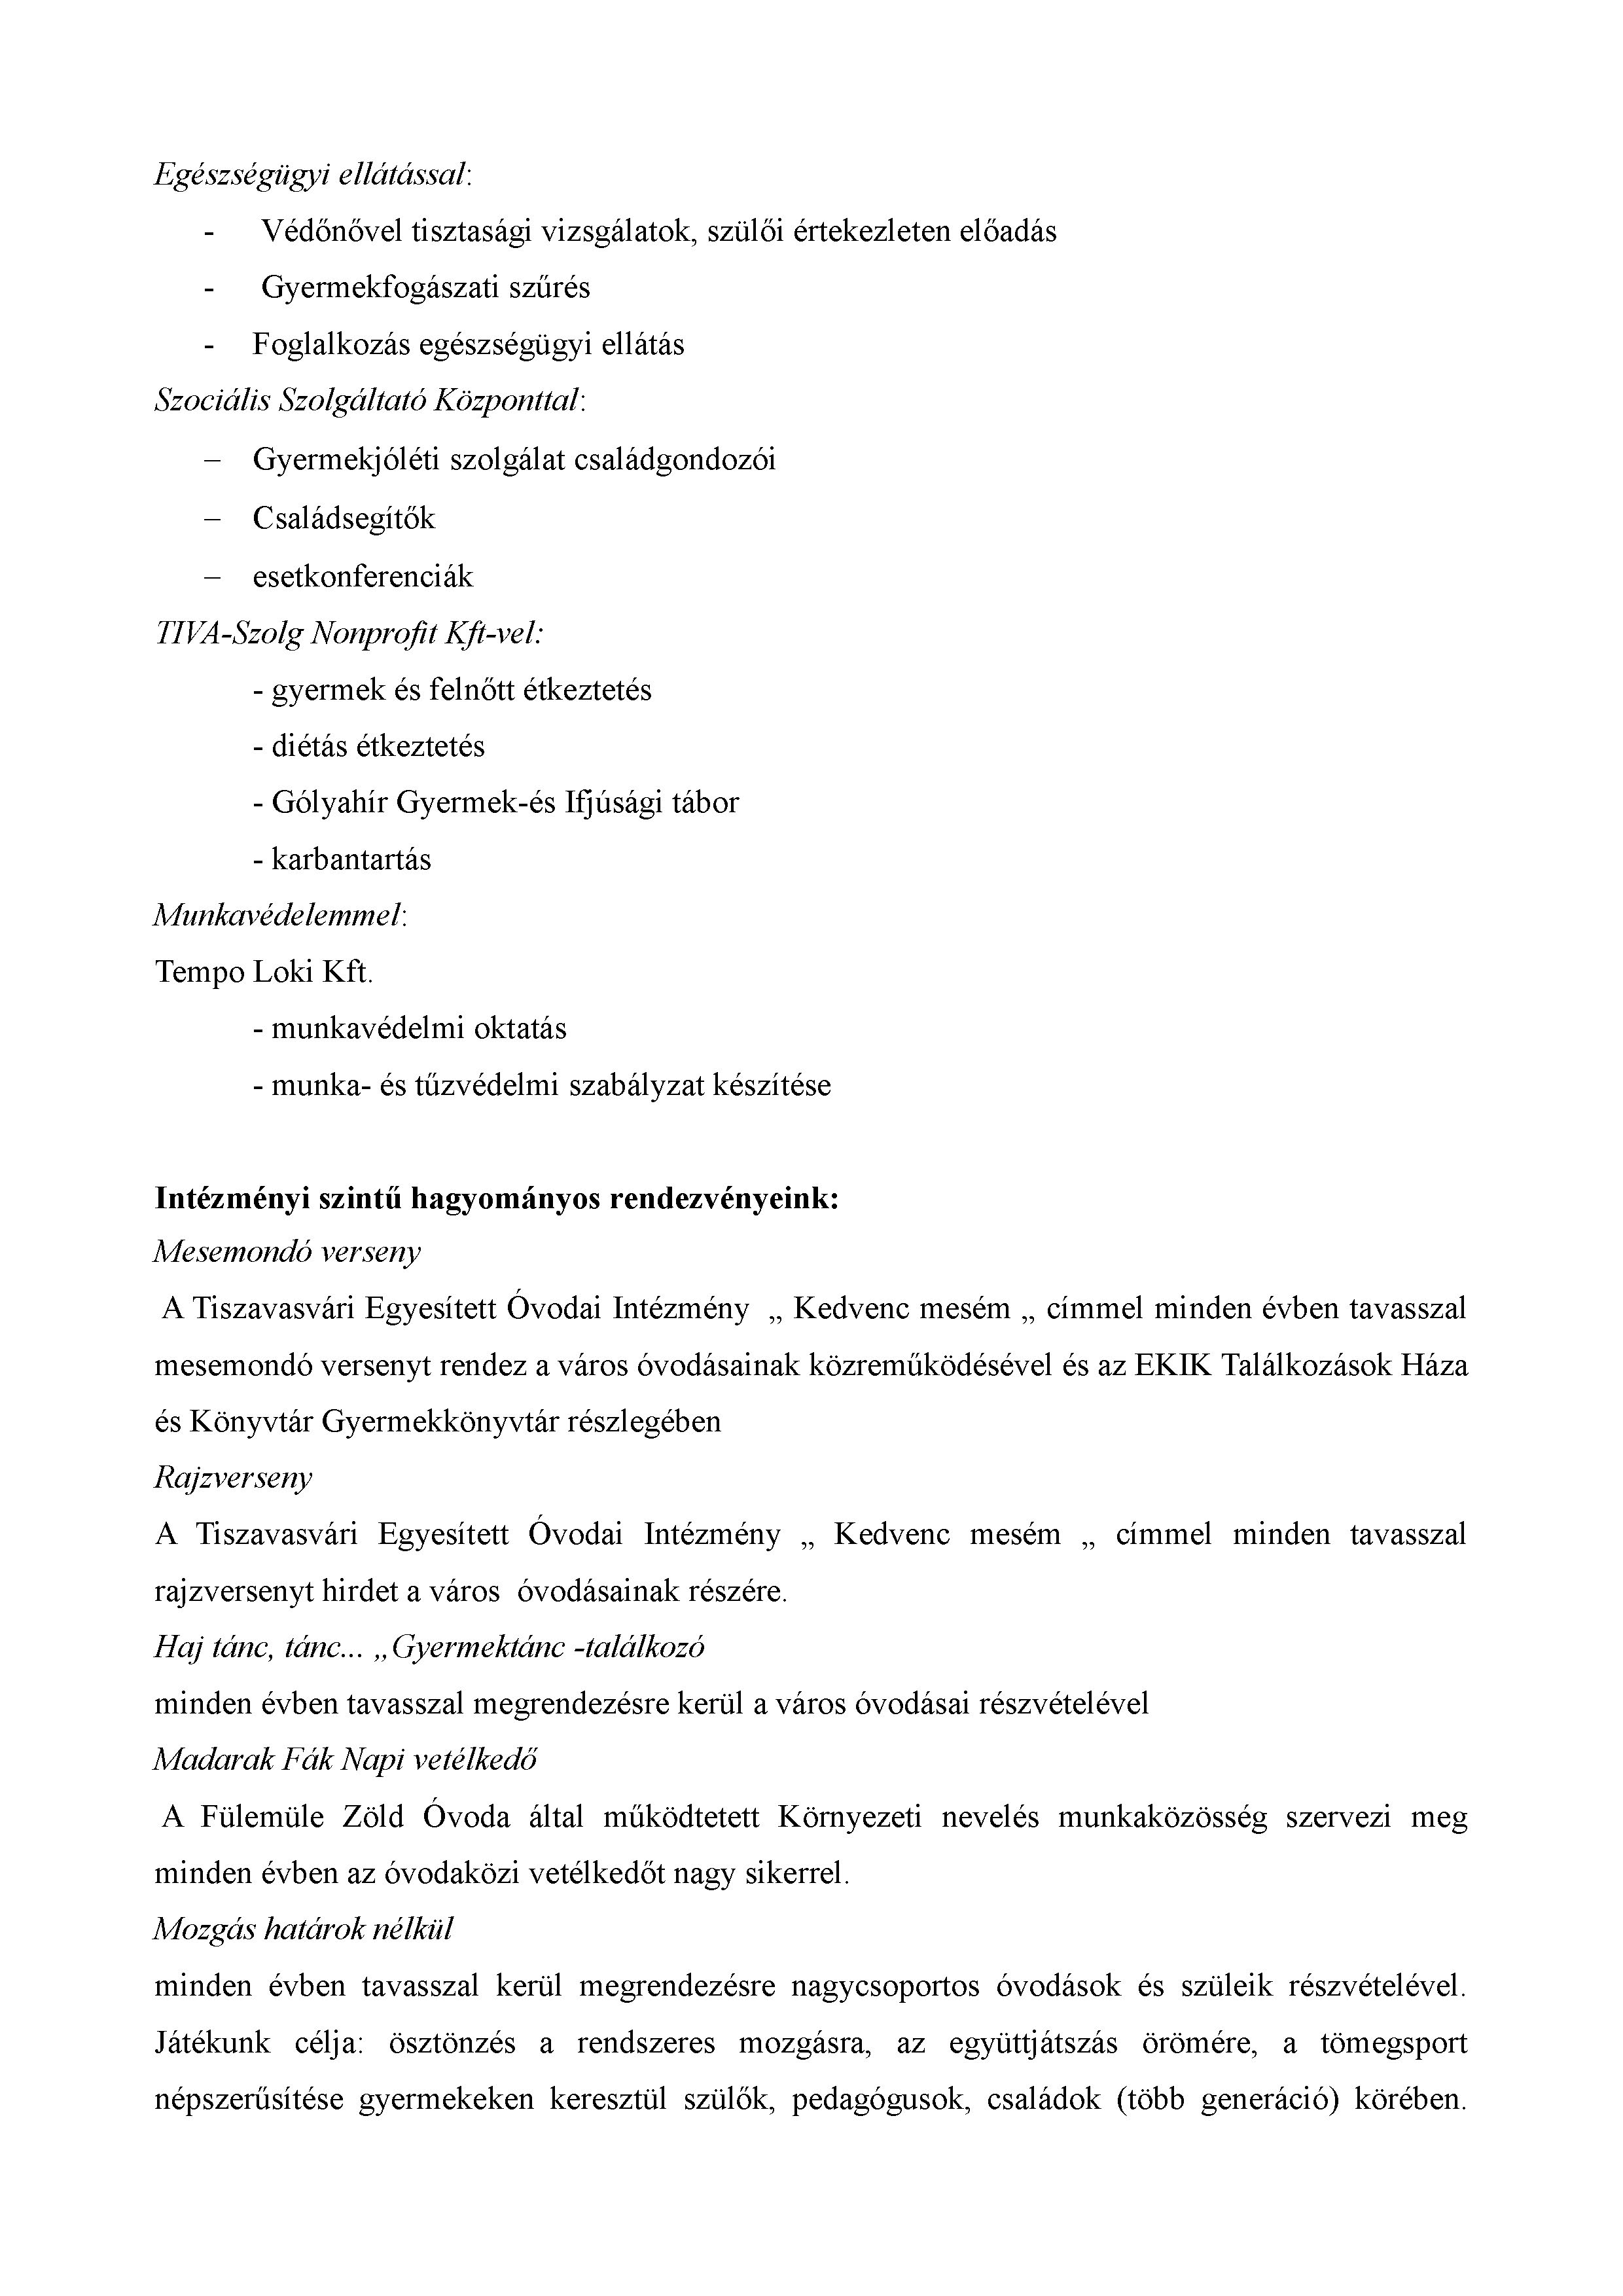 Egészségügyi ellátással:
- Védőnővel tisztasági vizsgálatok, szülői értekezleten előadás
- Gyermekfogászati szűrés
- Foglalkozás egészségügyi ellátás
Szociális Szolgáltató Központtal:
– Gyermekjóléti szolgálat családgondozói
– Családsegítők
– esetkonferenciák
TIVA-Szolg Nonprofit Kft-vel:
- gyermek és felnőtt étkeztetés
- diétás étkeztetés
- Gólyahír Gyermek-és Ifjúsági tábor
- karbantartás
Munkavédelemmel:
Tempo Loki Kft.
- munkavédelmi oktatás
- munka- és tűzvédelmi szabályzat készítése
Intézményi szintű hagyományos rendezvényeink:
Mesemondó verseny
A Tiszavasvári Egyesített Óvodai Intézmény „ Kedvenc mesém „ címmel minden évben tavasszal
mesemondó versenyt rendez a város óvodásainak közreműködésével és az EKIK Találkozások Háza
és Könyvtár Gyermekkönyvtár részlegében
Rajzverseny
A Tiszavasvári Egyesített Óvodai Intézmény „ Kedvenc mesém „ címmel minden tavasszal
rajzversenyt hirdet a város óvodásainak részére.
Haj tánc, tánc... „Gyermektánc -találkozó
minden évben tavasszal megrendezésre kerül a város óvodásai részvételével
Madarak Fák Napi vetélkedő
A Fülemüle Zöld Óvoda által működtetett Környezeti nevelés munkaközösség szervezi meg
minden évben az óvodaközi vetélkedőt nagy sikerrel.
Mozgás határok nélkül
minden évben tavasszal kerül megrendezésre nagycsoportos óvodások és szüleik részvételével.
Játékunk célja: ösztönzés a rendszeres mozgásra, az együttjátszás örömére, a tömegsport
népszerűsítése gyermekeken keresztül szülők, pedagógusok, családok (több generáció) körében.